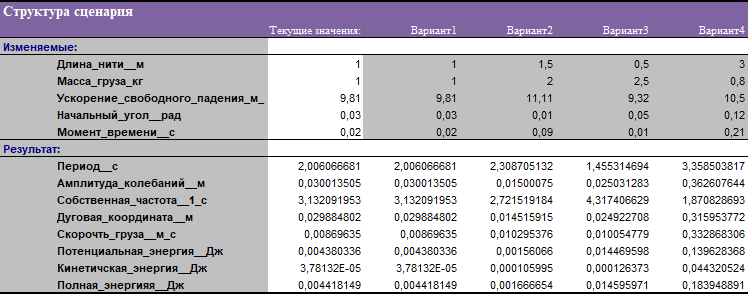 Структура сценария
Текущие значения: Вариант1 Вариант2 Вариант3 Вариант4
Изменяемые:
Длина_нити__м 1 1 1,5 0,5 3
Масса_груза_кг 1 1 2 2,5 0,8
Ускорение_свободного_падения_м_ 9,81 9,81 11,11 9,32 10,5
Начальный_угол__рад 0,03 0,03 0,01 0,05 0,12
Момент_времени__с 0,02 0,02 0,09 0,01 0,21
Результат:
Период__с 2,006066681 2,006066681 2,308705132 1,455314694 3,358503817
Амплитуда_колебаний__м 0,030013505 0,030013505 0,01500075 0,025031283 0,362607644
Собственная_частота__1_с 3,132091953 3,132091953 2,721519184 4,317406629 1,870828693
Дуговая_координата__м 0,029884802 0,029884802 0,014515915 0,024922708 0,315953772
Скорочть_груза__м_с 0,00869635 0,00869635 0,010295376 0,010054779 0,332868306
Потенциальная_энергия__Дж 0,004380336 0,004380336 0,00156066 0,014469598 0,139628368
Кинетичская_энергия__Дж 3,78132E-05 3,78132E-05 0,000105995 0,000126373 0,044320524
Полная_энергияя__Дж 0,004418149 0,004418149 0,001666654 0,014595971 0,183948891